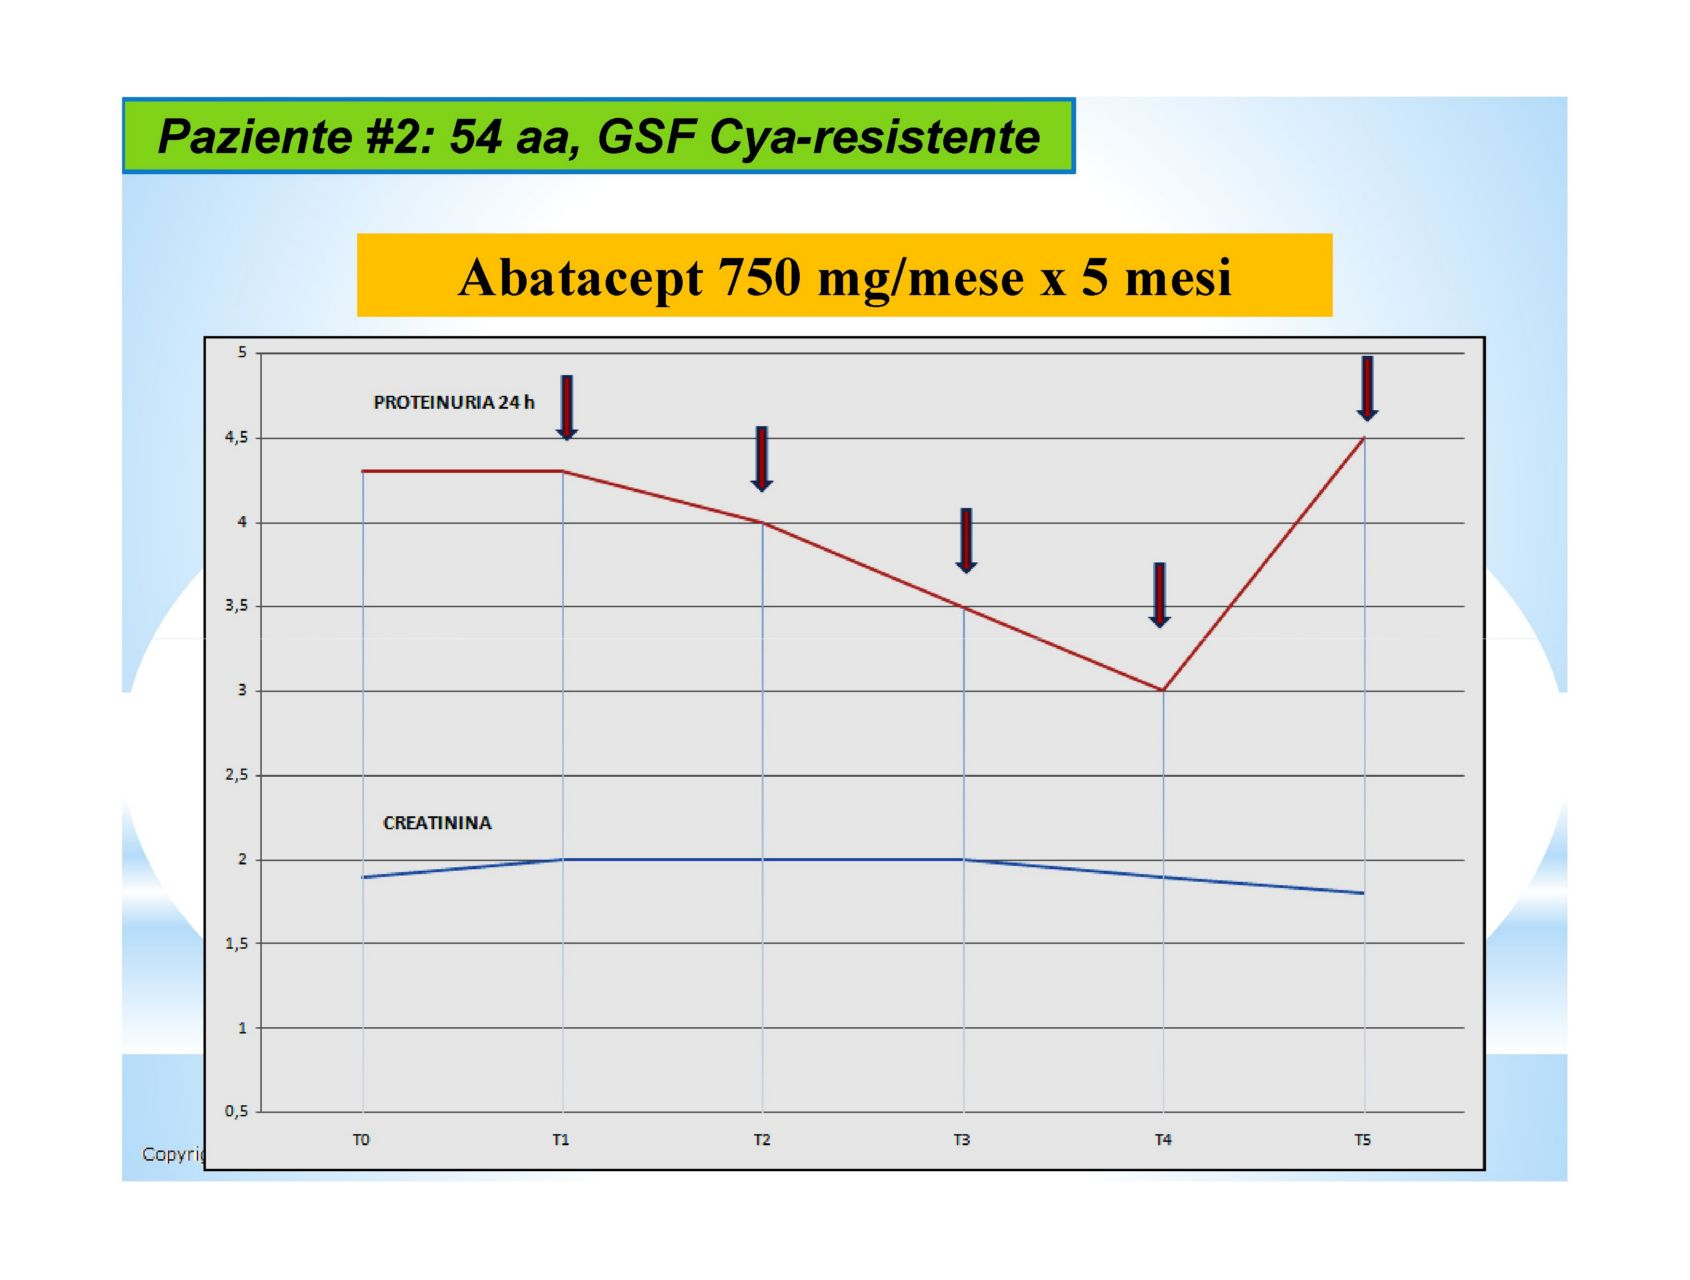 Paziente #2: 54 aa, GSF Cya-resistente
Abatacept 750 mg/mese x 5 mesi
5
PROTEINURIA 24 h
4,5
4
3,5
3
2,5
CREATININA
2
1,5
1
0,5
T0 T1 T2 T3 T4 T5